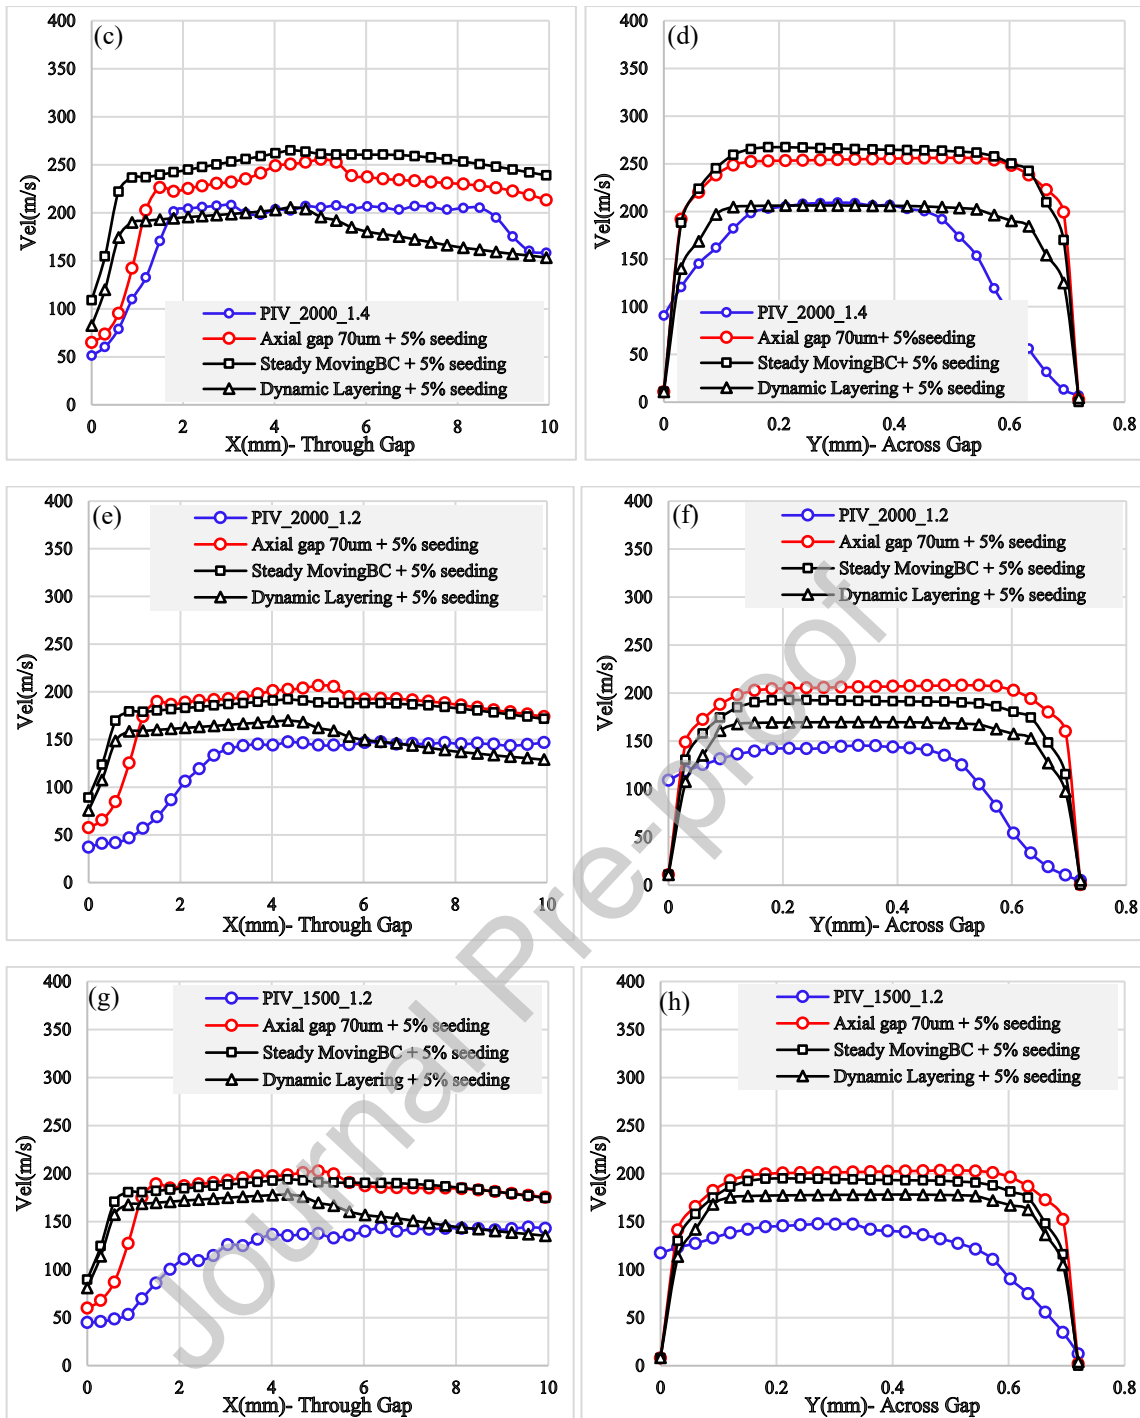 (c)
400
350
300
250
200
150
100
50
0
Vel(m/s)
PIV_2000_1.4
Axial gap 70um + 5% seeding
Steady MovingBC + 5% seeding
Dynamic Layering + 5% seeding
0 2 4 6 8 10
X(mm)- Through Gap
(d)
400
350
300
250
200
150
100
50
0
Vel(m/s)
PIV_2000_1.4
Axial gap 70um+ 5%seeding
Steady MovingBC+ 5% seeding
Dynamic Layering + 5% seeding
0 0.2 0.4 0.6 0.8
Y(mm)- Across Gap
(e)
400
350
300
250
200
150
100
50
0
Vel(m/s)
PIV_2000_1.2
Axial gap 70um + 5% seeding
Steady MovingBC + 5% seeding
Dynamic Layering + 5% seeding
0 2 4 6 8 10
X(mm)- Through Gap
(f)
400
350
300
250
200
150
100
50
0
Vel(m/s)
PIV_2000_1.2
Axial gap 70um + 5% seeding
Steady MovingBC + 5% seeding
Dynamic Layering + 5% seeding
0 0.2 0.4 0.6 0.8
Y(mm)- Across Gap
(g)
400
350
300
250
200
150
100
50
0
Vel(m/s)
PIV_1500_1.2
Axial gap 70um + 5% seeding
Steady MovingBC + 5% seeding
Dynamic Layering + 5% seeding
0 2 4 6 8 10
X(mm)- Through Gap
(h)
400
350
300
250
200
150
100
50
0
Vel(m/s)
PIV_1500_1.2
Axial gap 70um + 5% seeding
Steady MovingBC + 5% seeding
Dynamic Layering + 5% seeding
0 0.2 0.4 0.6 0.8
Y(mm)- Across Gap
Journal Pre-proof